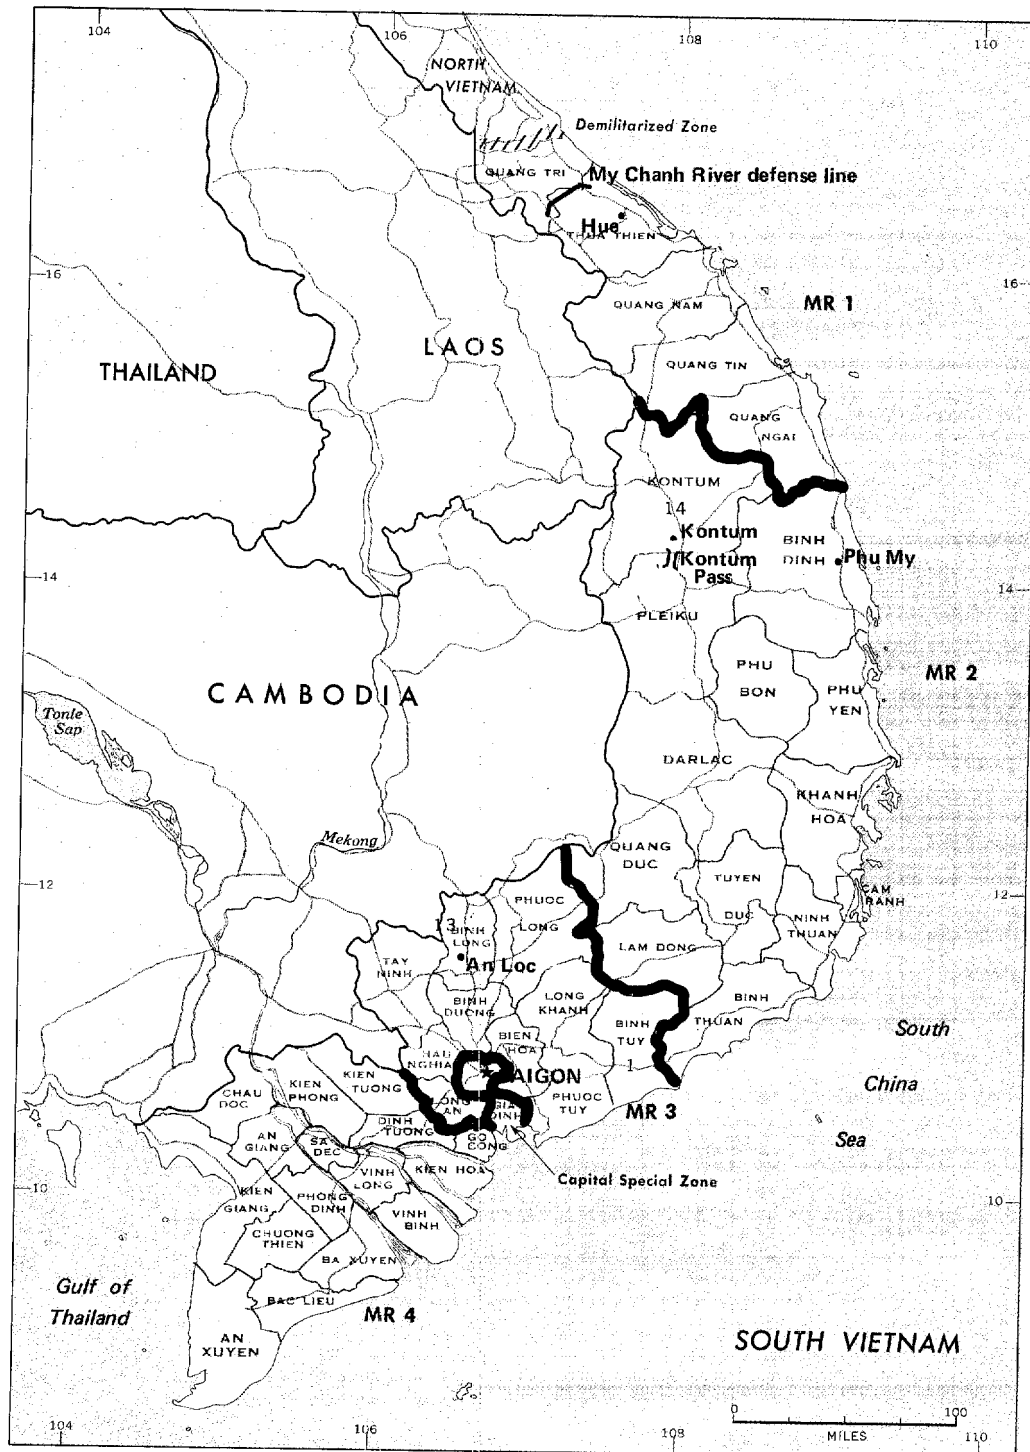 104
106
108
110
NORTH
VIETNAM
Demilitarized Zone
QUANG TRI
My Chanh River defense line
Hue
THUA THIEN
16
16
QUANG NAM
MR 1
LAOS
THAILAND
QUANG TIN
QUANG
NGAI
KONTUM
14
Kontum
BINH
DINH
Kontum
Pass
Phu My
14
14
PLEIKU
PHU
BON
MR 2
CAMBODIA
PHU
YEN
Tonle
Sap
DARLAC
KHANH
HOA
Mekong
QUANG
DUC
12
12
TUYEN
DUC
CAM
RANH
PHUOC
LONG
NINH
THUAN
13
BINH
LONG
LAM DONG
TAY
NINH
An Loc
BINH
DUONG
LONG
KHANH
BINH
THUAN
BINH
TUY
1
BIEN
HOA
South
China
Sea
HAU
NGHIA
SAIGON
KIEN
TUONG
KIEN
PHONG
CHAU
DOC
LONG
AN
GIA
DINH
PHUOC
TUY
MR 3
DINH
TUONG
GO
CONG
AN
GIANG
SA
DEC
VINH
LONG
KIEN HOA
Capital Special Zone
10
10
KIEN
GIANG
PHONG
DINH
VINH
BINH
CHUONG
THIEN
BA XUYEN
Gulf of
Thailand
BAC LIEU
MR 4
AN
XUYEN
SOUTH VIETNAM
0
100
MILES
104
106
108
110